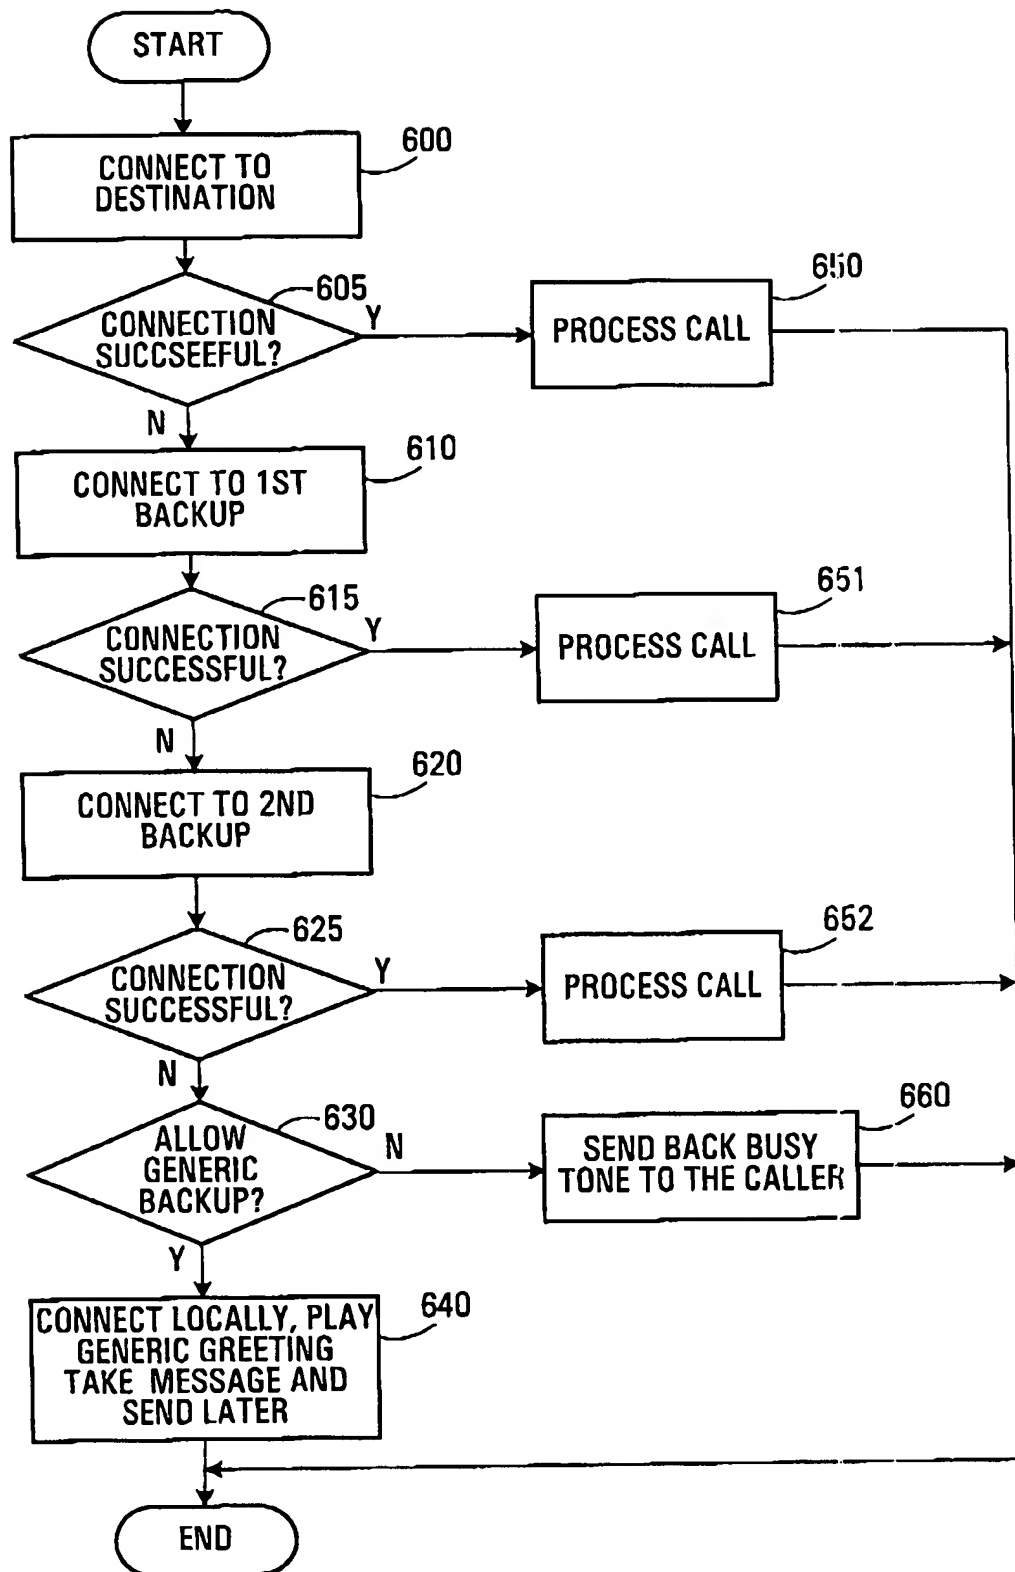 START
600
CONNECT TO
DESTINATION
605
CONNECTION
SUCCSEEFUL?
Y
650
PROCESS CALL
N
610
CONNECT TO 1ST
BACKUP
615
CONNECTION
SUCCESSFUL?
Y
651
PROCESS CALL
N
620
CONNECT TO 2ND
BACKUP
625
CONNECTION
SUCCESSFUL?
Y
652
PROCESS CALL
N
630
ALLOW
GENERIC
BACKUP?
N
660
SEND BACK BUSY
TONE TO THE CALLER
Y
640
CONNECT LOCALLY, PLAY
GENERIC GREETING
TAKE MESSAGE AND
SEND LATER
END